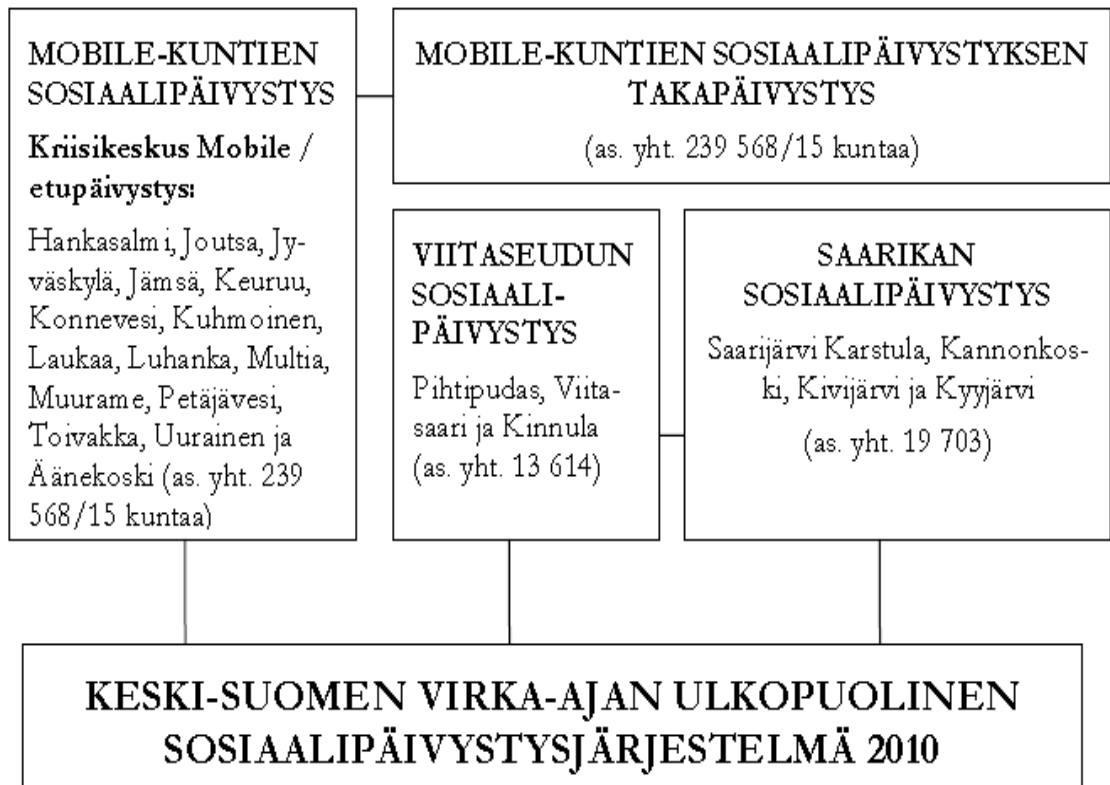 MOBILE-KUNTIEN
SOSIAALIPÄIVYSTYS
Kriisikeskus Mobile /
etupäivystys:
Hankasalmi, Joutsa, Jy-
väskylä, Jämsä, Keuruu,
Konnevesi, Kuhmoinen,
Laukaa, Luhanka, Multia,
Muurame, Petäjävesi,
Toivakka, Uurainen ja
Äänekoski (as. yht. 239
568/15 kuntaa)
MOBILE-KUNTIEN SOSIAALIPÄIVYSTYKSEN
TAKAPÄIVYSTYS
(as. yht. 239 568/15 kuntaa)
VIITASEUDUN
SOSIAALI-
PÄIVYSTYS
Pihtipudas, Viita-
saari ja Kinnula
(as. yht. 13 614)
SAARIKAN
SOSIAALIPÄIVYSTYS
Saarijärvi Karstula, Kannonkos-
ki, Kivijärvi ja Kyyjärvi
(as. yht. 19 703)
KESKI-SUOMEN VIRKA-AJAN ULKOPUOLINEN
SOSIAALIPÄIVYSTYSJÄRJESTELMÄ 2010